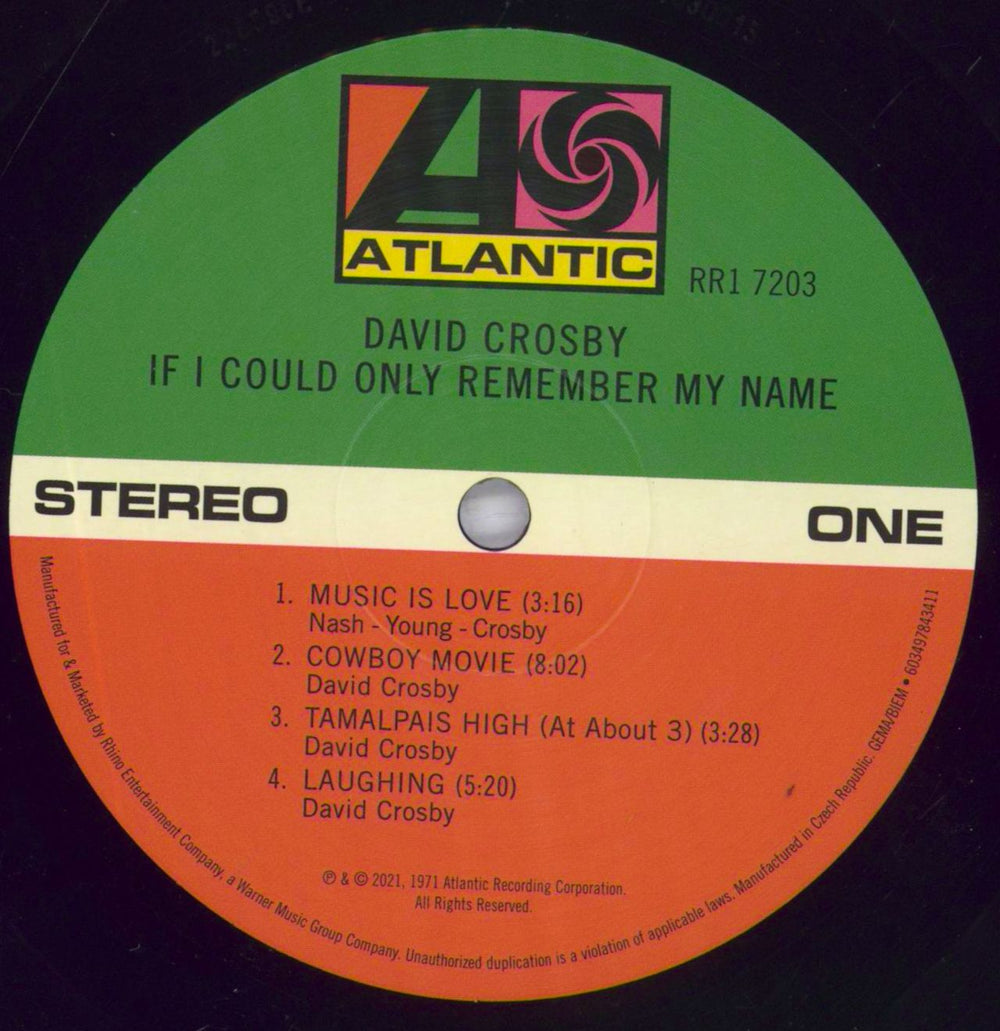 ATLANTIC
RR1 7203
DAVID CROSBY
IF I COULD ONLY REMEMBER MY NAME
STEREO
ONE
1. MUSIC IS LOVE (3:16)
Nash - Young - Crosby
2. COWBOY MOVIE (8:02)
David Crosby
3. TAMALPAIS HIGH (At About 3) (3:28)
David Crosby
4. LAUGHING (5:20)
David Crosby
℗ & © 2021, 1971 Atlantic Recording Corporation.
All Rights Reserved.
Manufactured for & Marketed by Rhino Entertainment Company, a Warner Music Group Company. Unauthorized duplication is a violation of applicable laws. Manufactured in Czech Republic. GEMA/BIEM • 603497843411